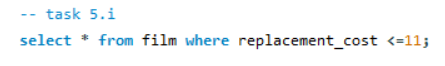 -- task 5.i
select * from film where replacement_cost <=11;